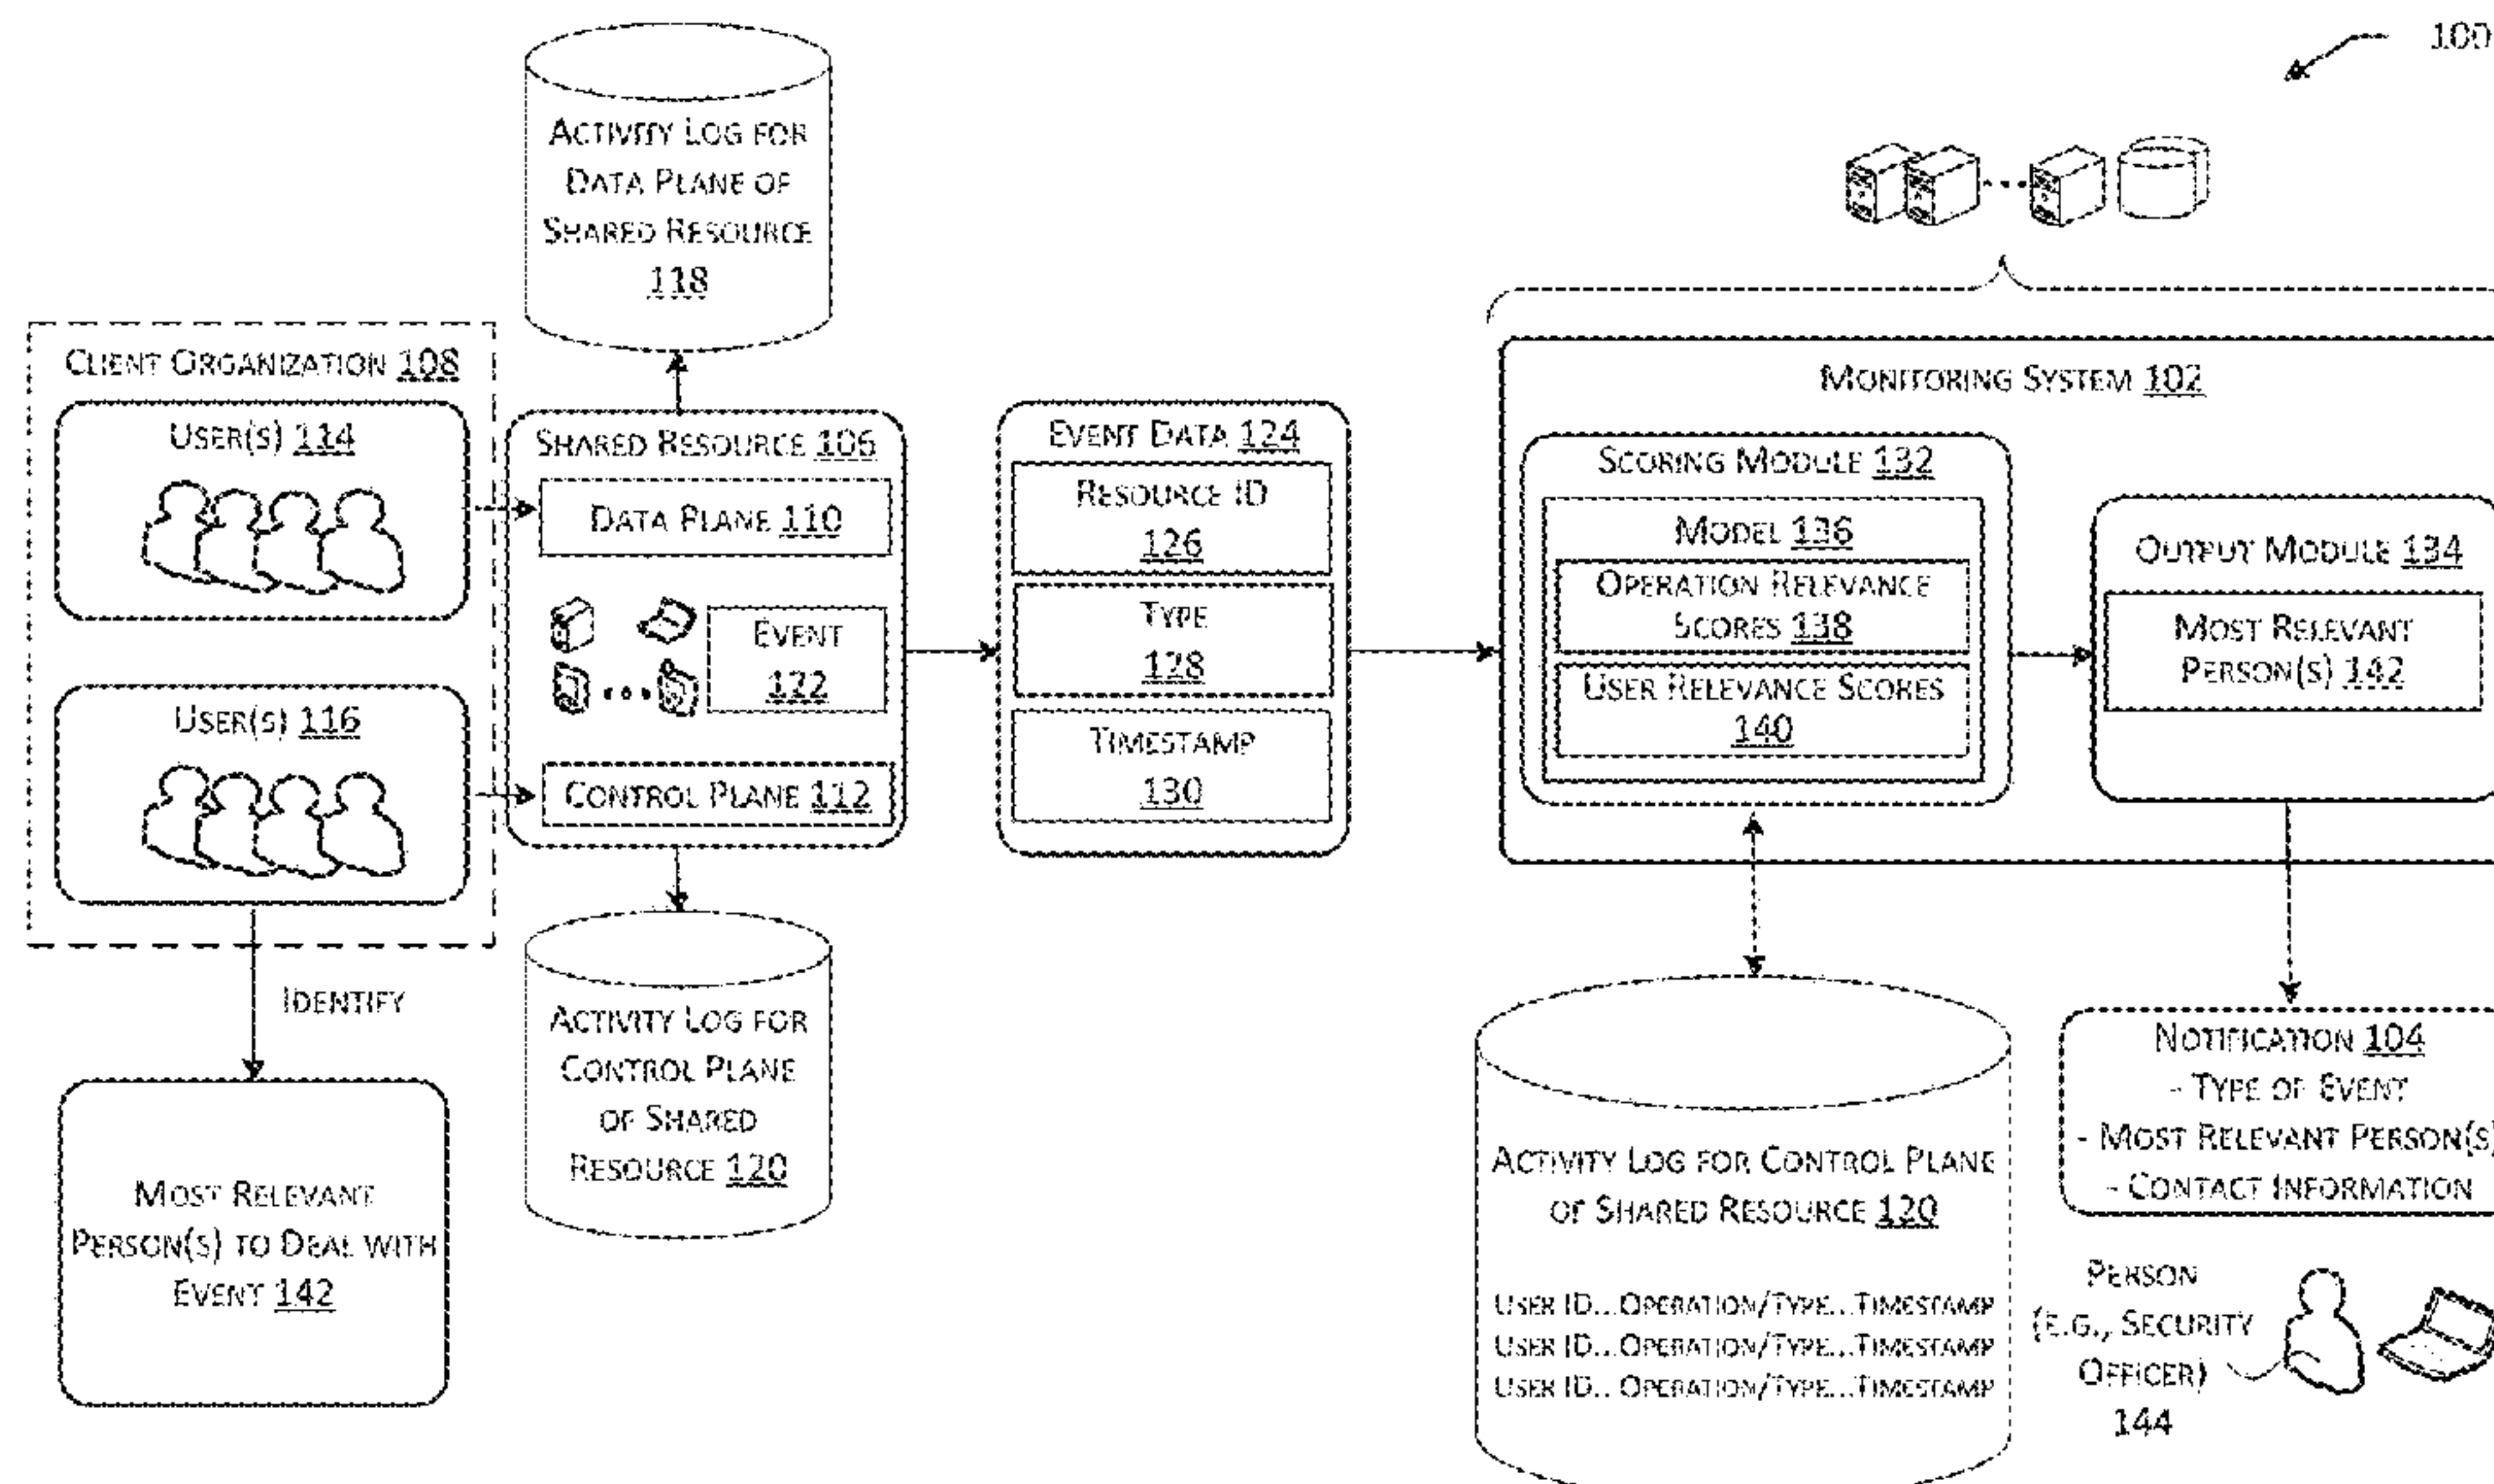 100
ACTIVITY LOG FOR
DATA PLANE OF
SHARED RESOURCE
118
CLIENT ORGANIZATION 108
USER(S) 114
USER(S) 116
IDENTIFY
MOST RELEVANT
PERSON(S) TO DEAL WITH
EVENT 142
SHARED RESOURCE 106
DATA PLANE 110
EVENT
122
CONTROL PLANE 112
ACTIVITY LOG FOR
CONTROL PLANE
OF SHARED
RESOURCE 120
EVENT DATA 124
RESOURCE ID
126
TYPE
128
TIMESTAMP
130
MONITORING SYSTEM 102
SCORING MODULE 132
MODEL 136
OPERATION RELEVANCE
SCORES 138
USER RELEVANCE SCORES
140
OUTPUT MODULE 134
MOST RELEVANT
PERSON(S) 142
ACTIVITY LOG FOR CONTROL PLANE
OF SHARED RESOURCE 120
USER ID...OPERATION/TYPE...TIMESTAMP
USER ID...OPERATION/TYPE...TIMESTAMP
USER ID...OPERATION/TYPE...TIMESTAMP
NOTIFICATION 104
- TYPE OF EVENT
- MOST RELEVANT PERSON(S)
- CONTACT INFORMATION
PERSON
(E.G., SECURITY
OFFICER)
144